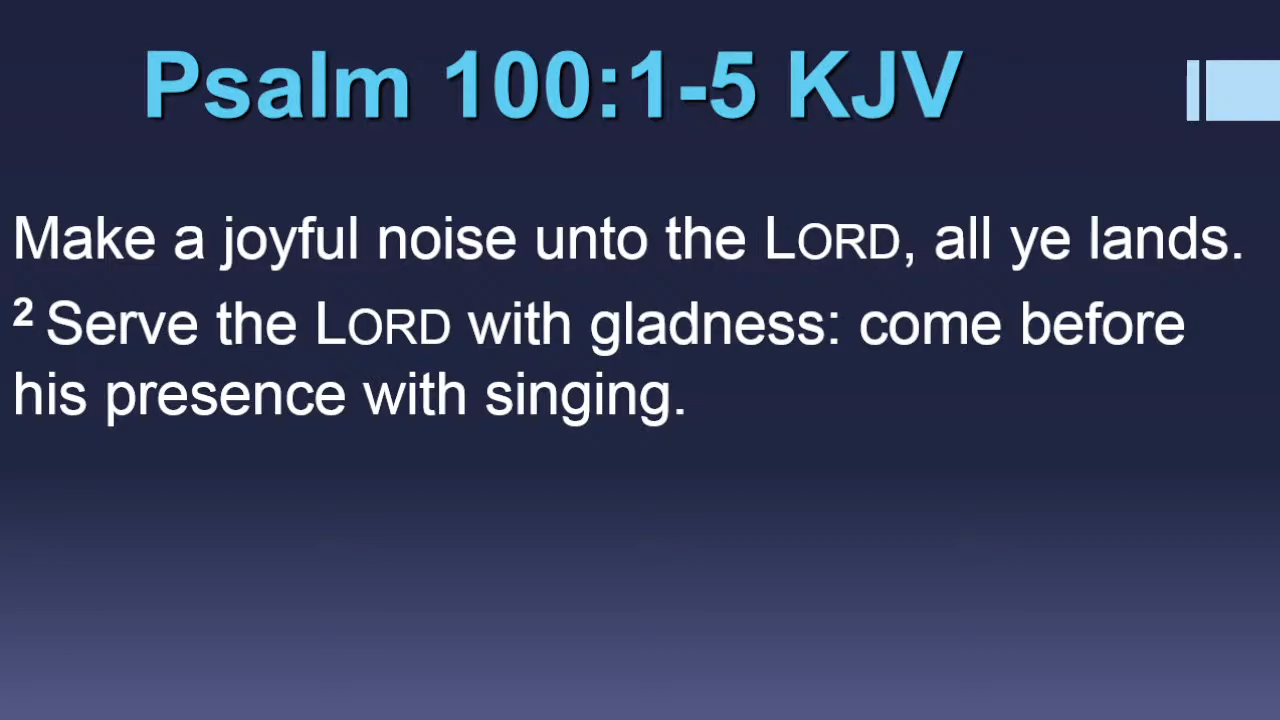 Psalm 100:1-5 KJV
Make a joyful noise unto the LORD, all ye lands.
2 Serve the LORD with gladness: come before
his presence with singing.